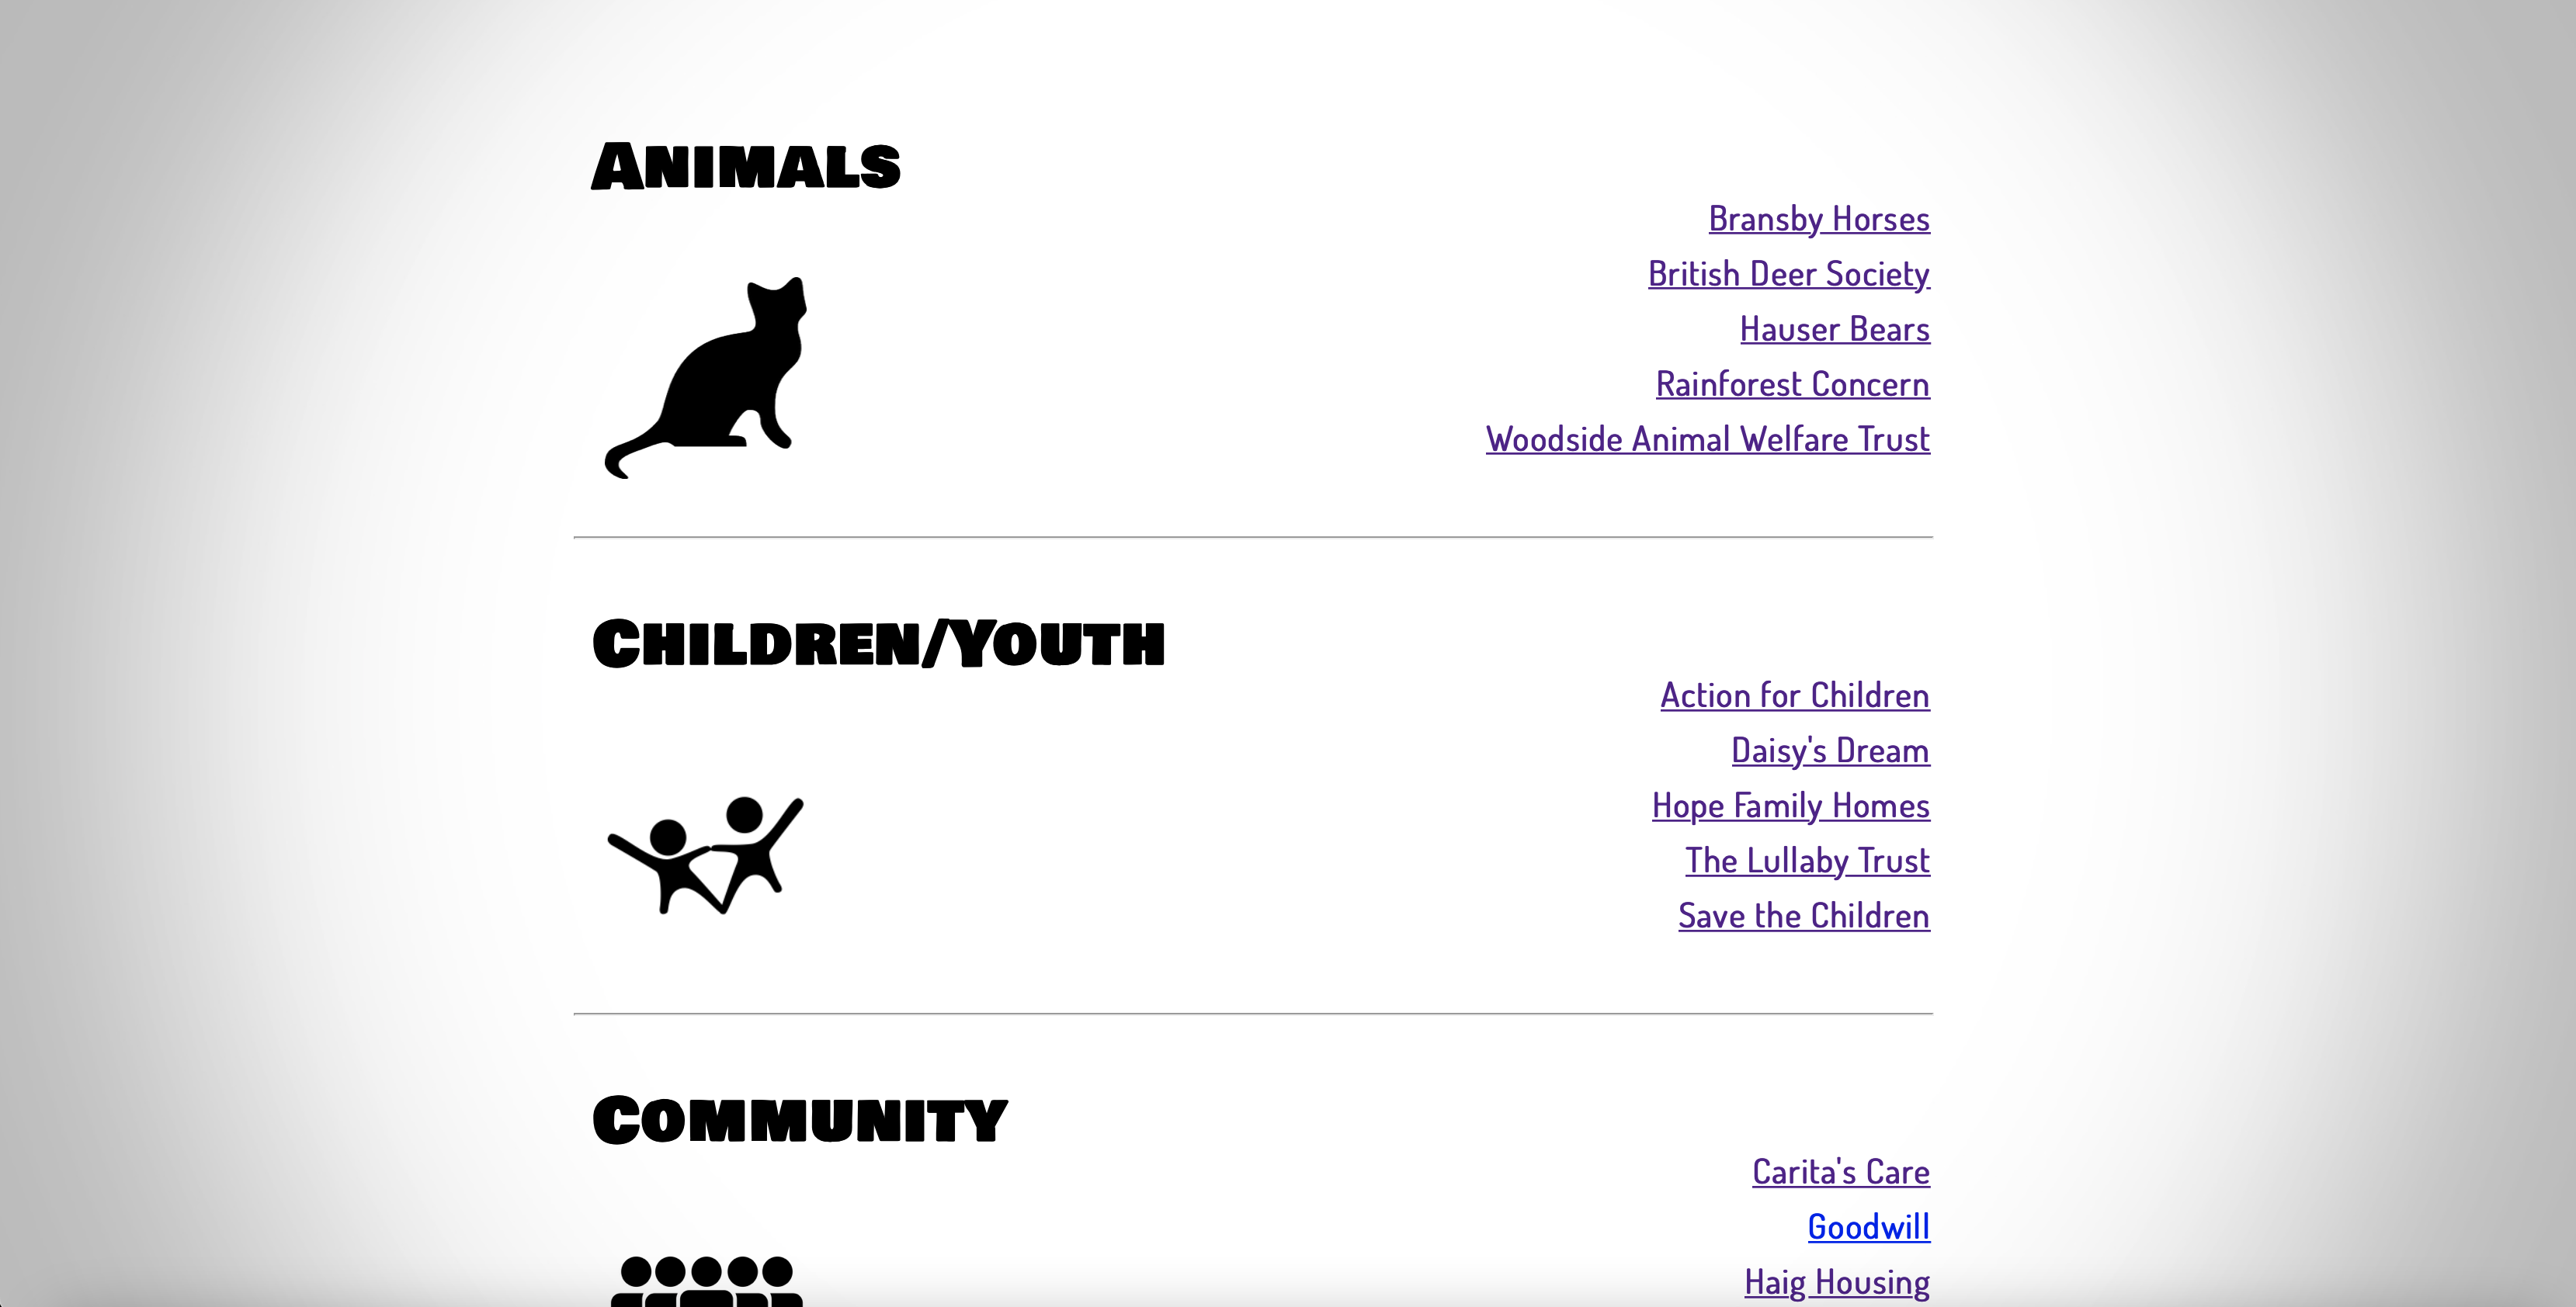 Animals
Bransby Horses
British Deer Society
Hauser Bears
Rainforest Concern
Woodside Animal Welfare Trust
Children/Youth
Action for Children
Daisy's Dream
Hope Family Homes
The Lullaby Trust
Save the Children
Community
Carita's Care
Goodwill
Haig Housing